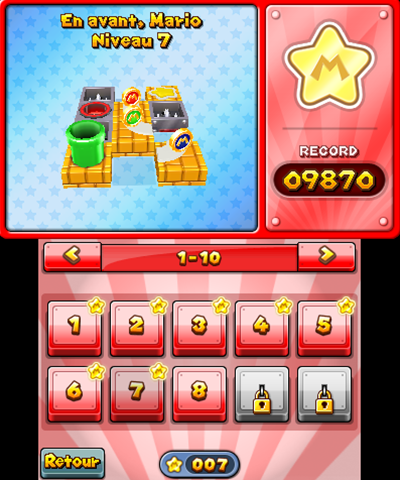 En avant, Mario
Niveau 7
M
RECORD
09870
1-10
1 2 3 4 5
6 7 8
Retour
007